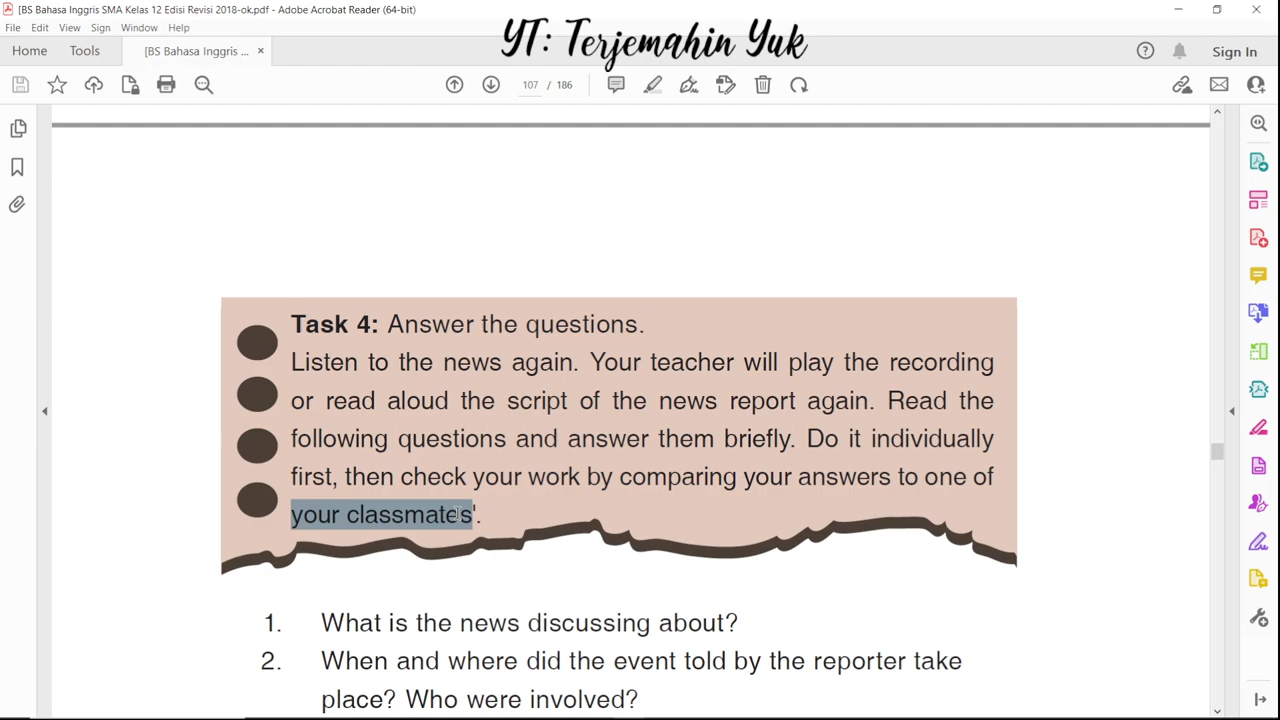 [BS Bahasa Inggris SMA Kelas 12 Edisi Revisi 2018-ok.pdf - Adobe Acrobat Reader (64-bit)
File Edit View Sign Window Help
YT: Terjemahin Yuk
Home Tools [BS Bahasa Inggris ... × Sign In
107 / 186
Task 4: Answer the questions.
Listen to the news again. Your teacher will play the recording
or read aloud the script of the news report again. Read the
following questions and answer them briefly. Do it individually
first, then check your work by comparing your answers to one of
your classmates'.
1. What is the news discussing about?
2. When and where did the event told by the reporter take
place? Who were involved?